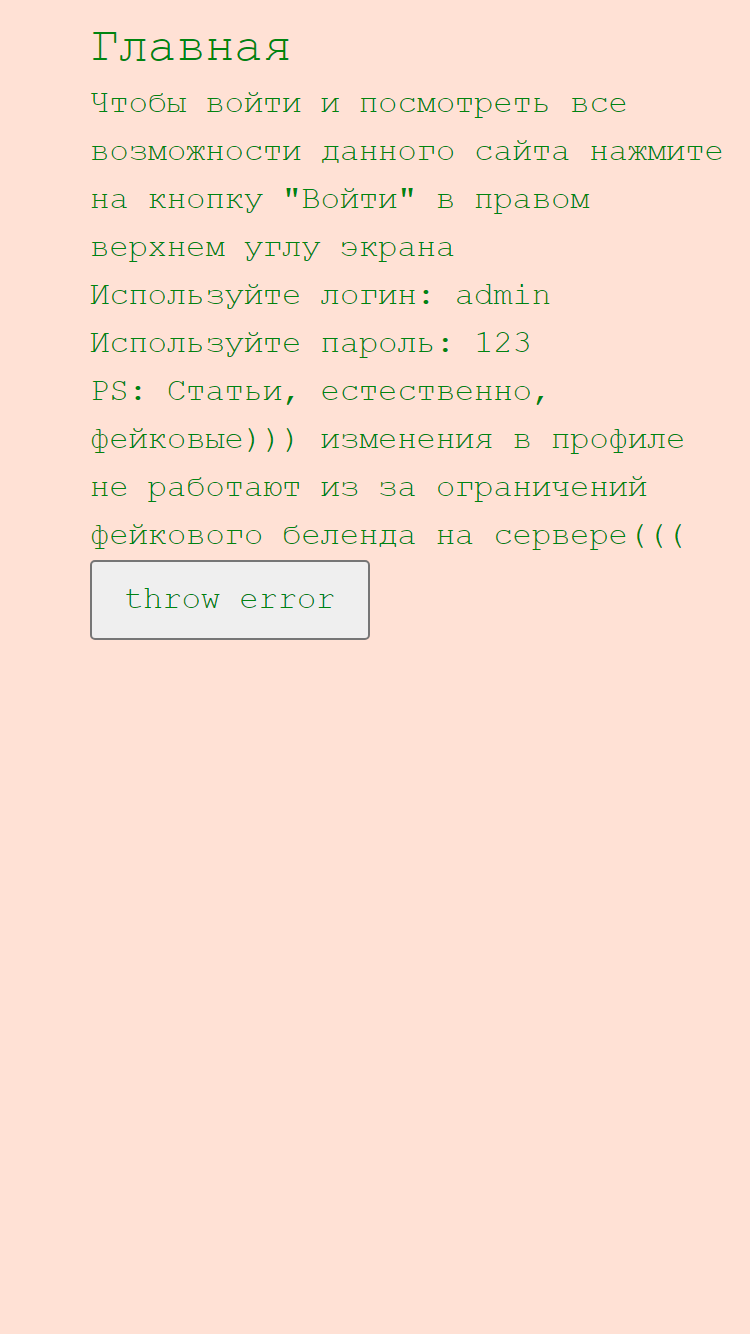 Главная
Чтобы войти и посмотреть все
возможности данного сайта нажмите
на кнопку "Войти" в правом
верхнем углу экрана
Используйте логин: admin
Используйте пароль: 123
PS: Статьи, естественно,
фейковые))) изменения в профиле
не работают из за ограничений
фейкового беленда на сервере(((
throw error